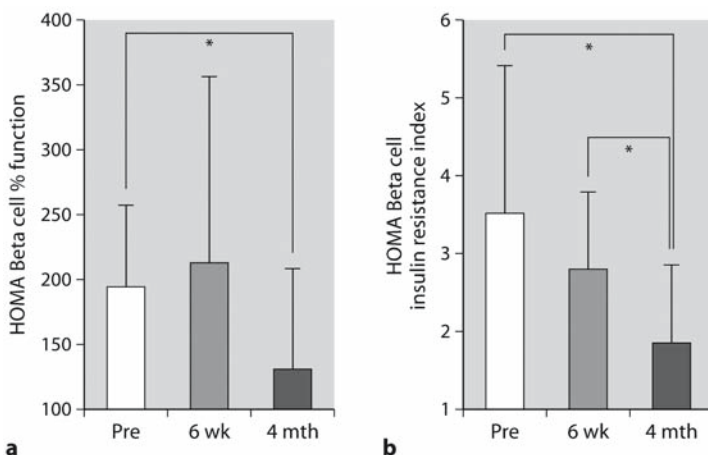 HOMA Beta cell % function
400
350
300
250
200
150
100
*
Pre
6 wk
4 mth
a
HOMA Beta cell
insulin resistance index
6
5
4
3
2
1
*
*
Pre
6 wk
4 mth
b